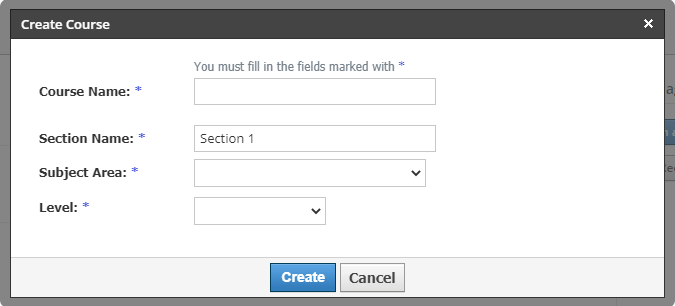 Create Course ×
You must fill in the fields marked with *
Course Name: *
Section Name: * Section 1
Subject Area: *
Level: *
Create Cancel